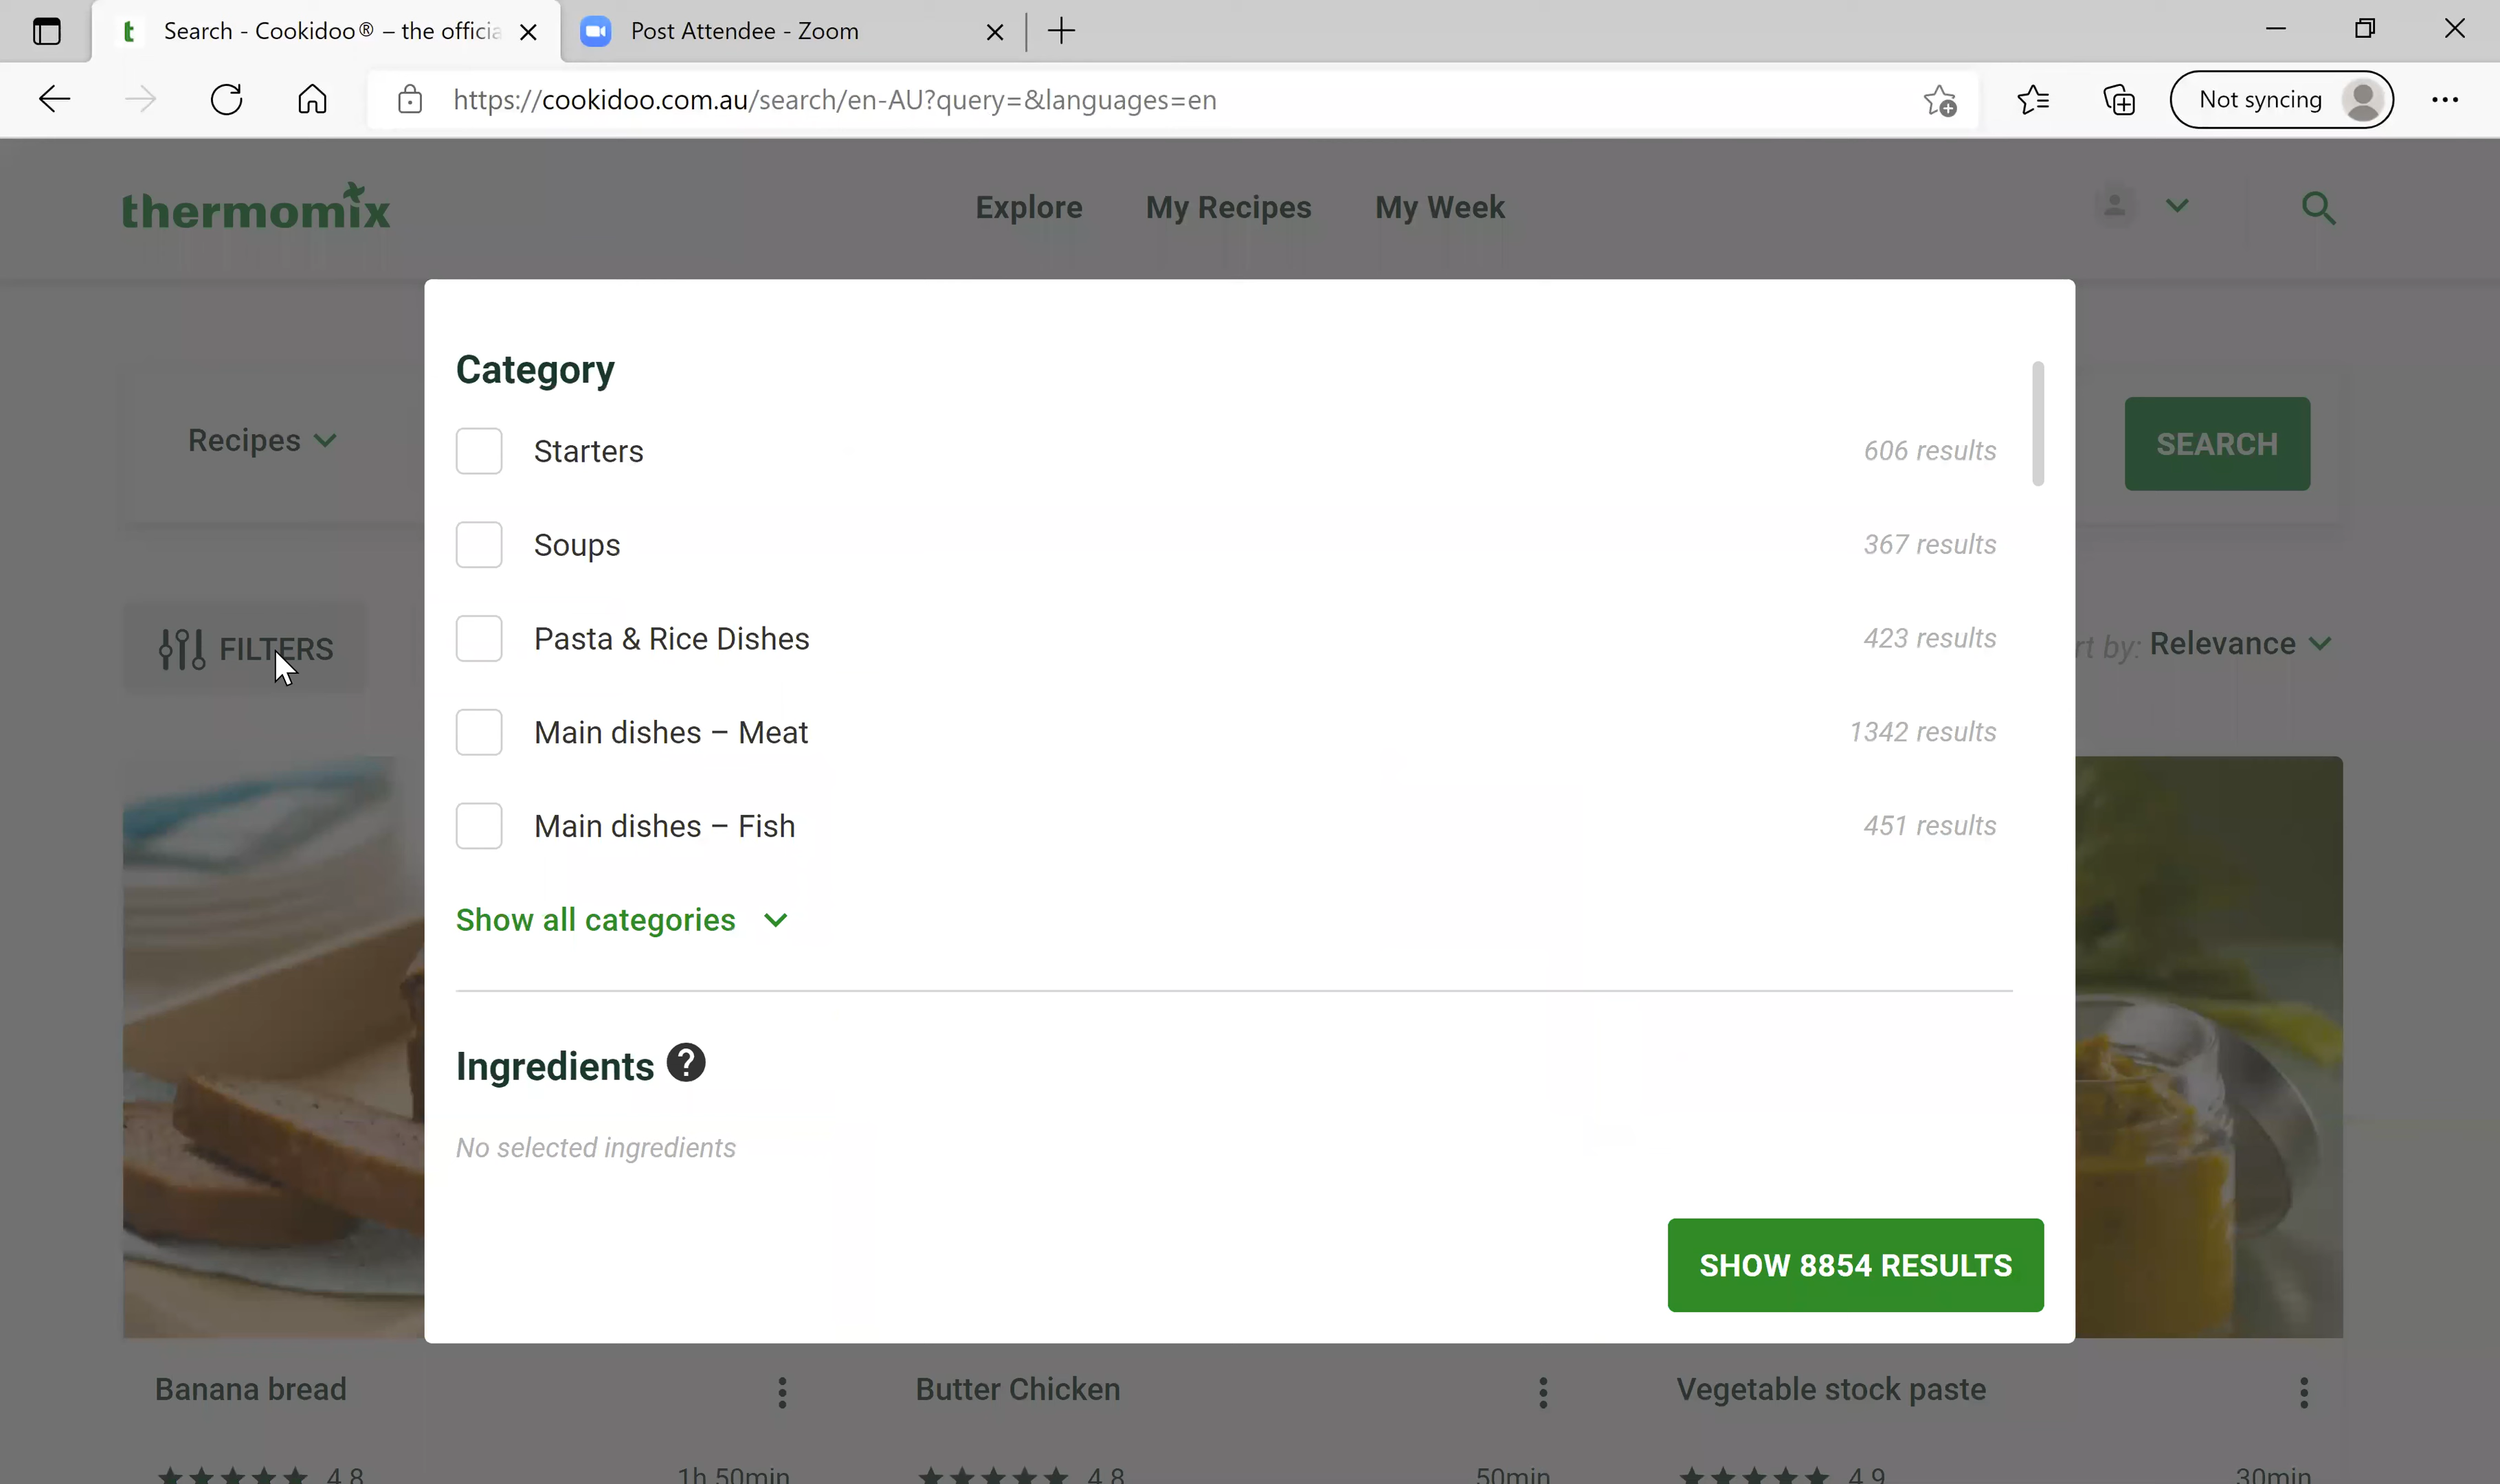 Search - Cookidoo® – the officia
Post Attendee - Zoom
https://cookidoo.com.au/search/en-AU?query=&languages=en
Not syncing
thermomix
Explore
My Recipes
My Week
Category
Recipes
SEARCH
Starters
606 results
Soups
367 results
FILTERS
Pasta & Rice Dishes
423 results
rt by: Relevance
Main dishes – Meat
1342 results
Main dishes – Fish
451 results
Show all categories
Ingredients ?
No selected ingredients
SHOW 8854 RESULTS
Banana bread
Butter Chicken
Vegetable stock paste
4.8
1h 50min
4.8
50min
4.9
30min